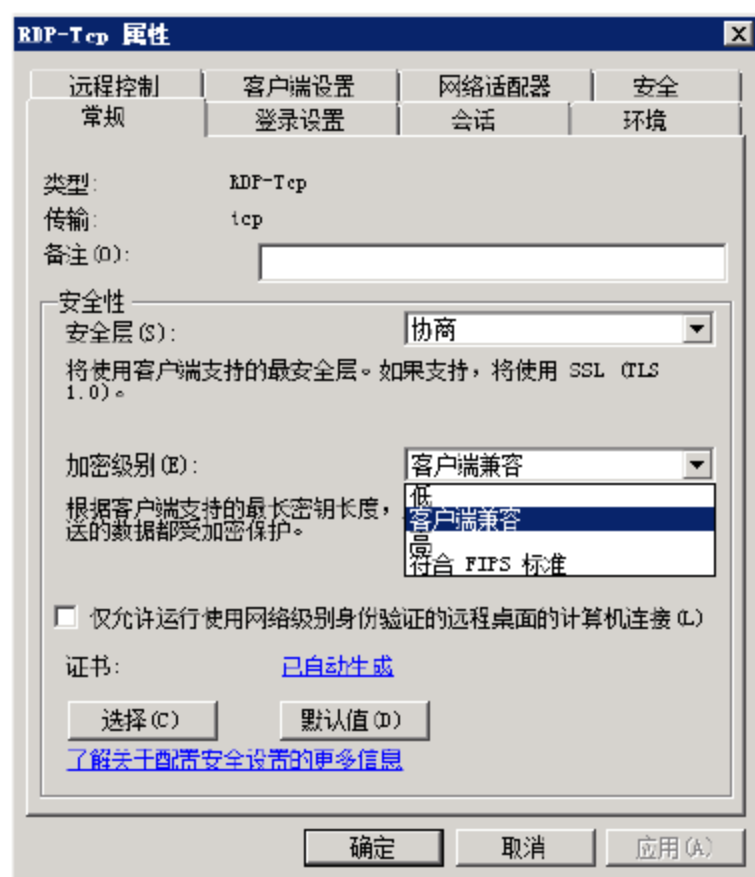 RDP-Tcp 属性
远程控制 客户端设置 网络适配器 安全
常规 登录设置 会话 环境
类型: RDP-Tcp
传输: tcp
备注(O):
安全性
安全层(S): 协商
将使用客户端支持的最安全层。如果支持，将使用 SSL (TLS
1.0)。
加密级别(E): 客户端兼容
低
根据客户端支持的最长密钥长度，
客户端兼容
送的数据都受加密保护。
高
符合 FIPS 标准
仅允许运行使用网络级别身份验证的远程桌面的计算机连接(L)
证书: 已自动生成
选择(C) 默认值(D)
了解关于配置安全设置的更多信息
确定 取消 应用(A)